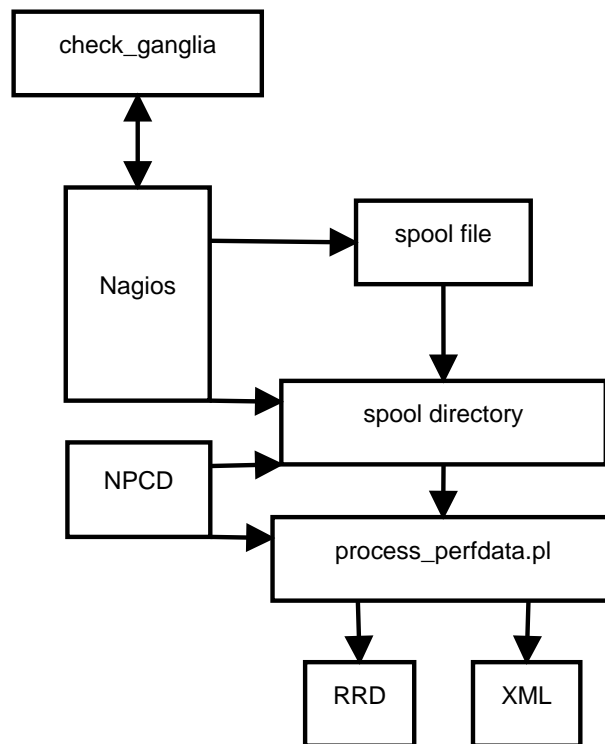 check_ganglia
spool file
Nagios
spool directory
NPCD
process_perfdata.pl
RRD
XML